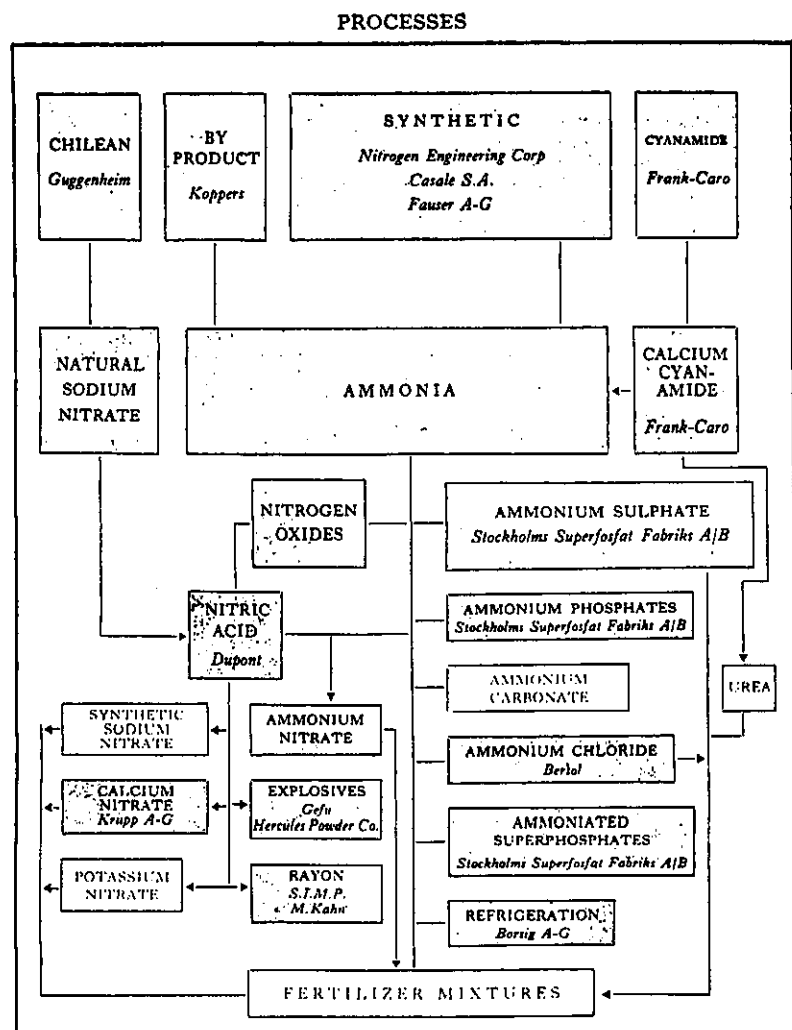 PROCESSES
CHILEAN
Guggenheim
BY
PRODUCT
Koppers
SYNTHETIC
Nitrogen Engineering Corp
Casale S.A.
Fauser A-G
CYANAMIDE
Frank-Caro
NATURAL
SODIUM
NITRATE
AMMONIA
CALCIUM
CYAN-
AMIDE
Frank-Caro
NITROGEN
OXIDES
AMMONIUM SULPHATE
Stockholms Superfosfat Fabriks A/B
NITRIC
ACID
Dupont
AMMONIUM PHOSPHATES
Stockholms Superfosfat Fabriks A/B
AMMONIUM
CARBONATE
UREA
SYNTHETIC
SODIUM
NITRATE
AMMONIUM
NITRATE
AMMONIUM CHLORIDE
CALCIUM
NITRATE
Krupp A-G
EXPLOSIVES
Gefu
Hercules Powder Co.
AMMONIATED
SUPERPHOSPHATES
Stockholms Superfosfat Fabriks A/B
POTASSIUM
NITRATE
RAYON
S.I.M.P.
M. Kahn
REFRIGERATION
Borsig A-G
FERTILIZER MIXTURES